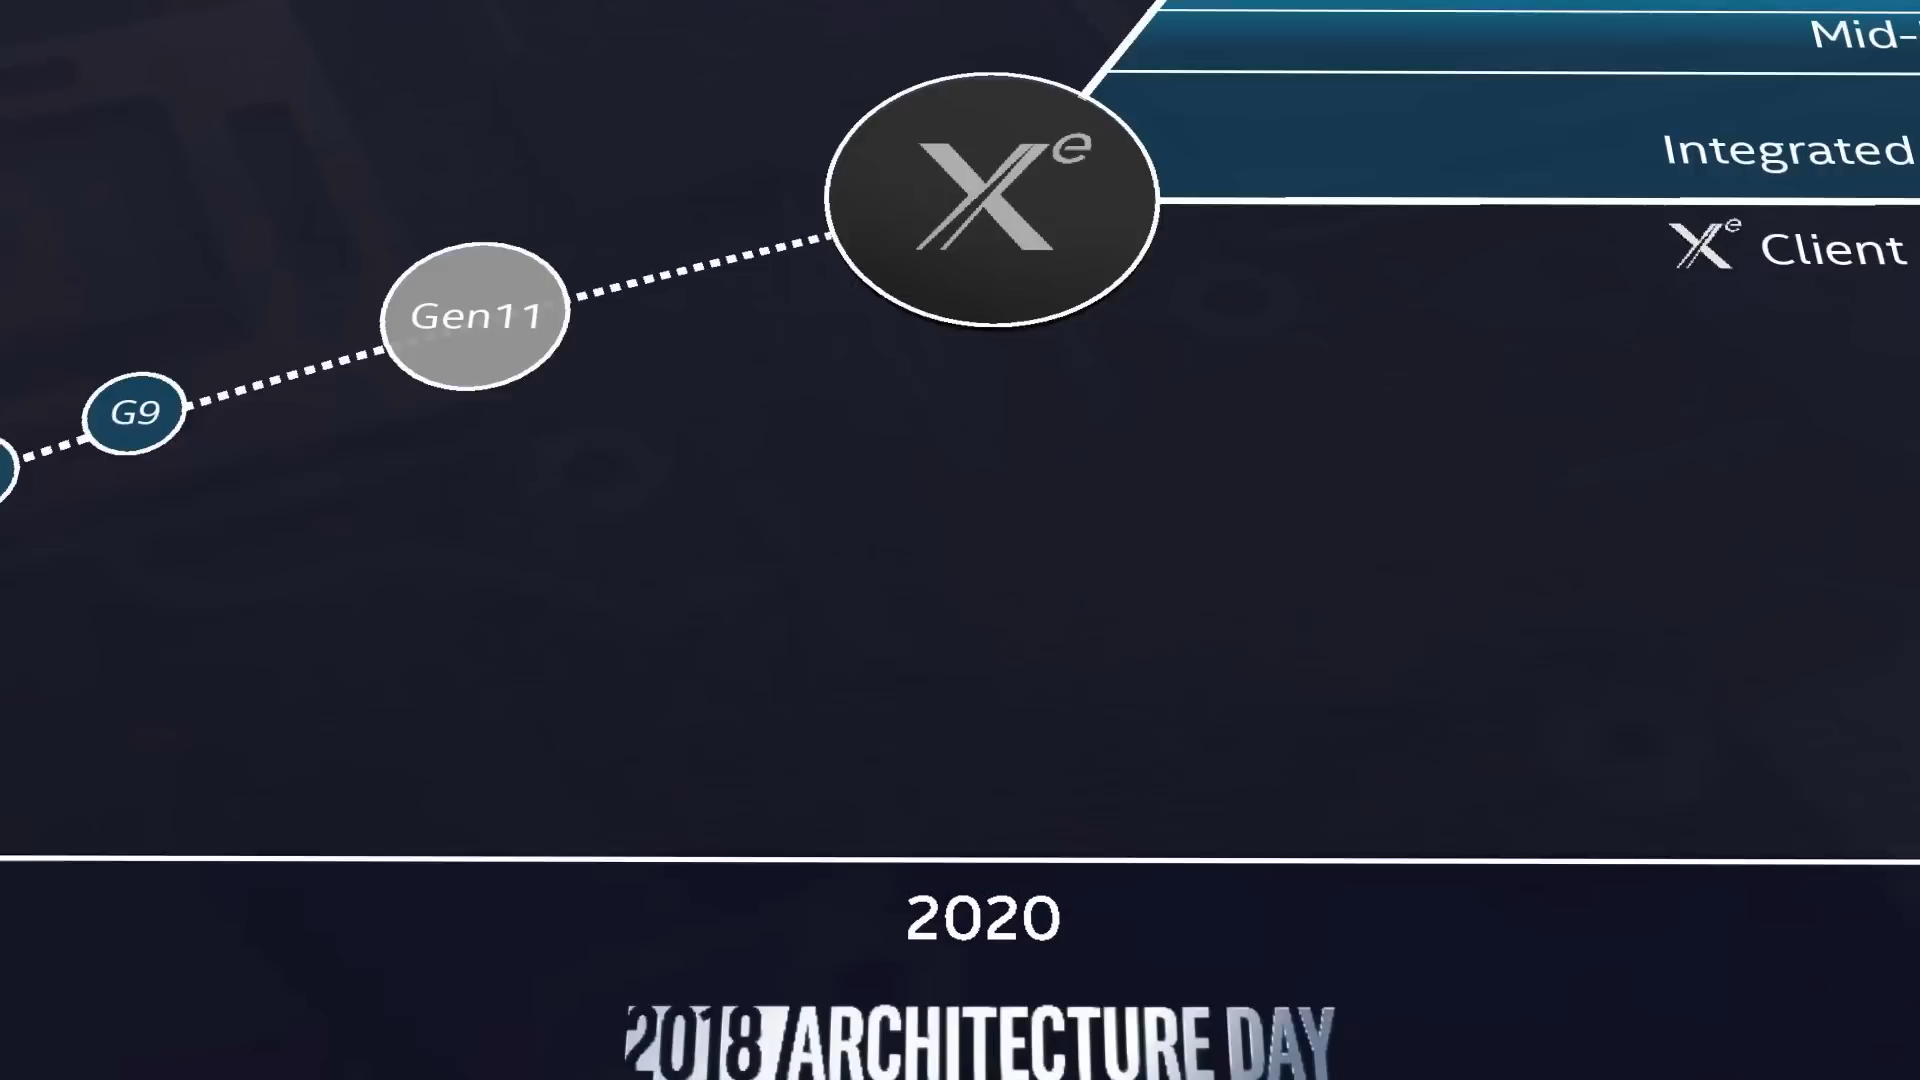 Mid-
Integrated
Xe
Xe Client
Gen11
G9
2020
2018 ARCHITECTURE DAY